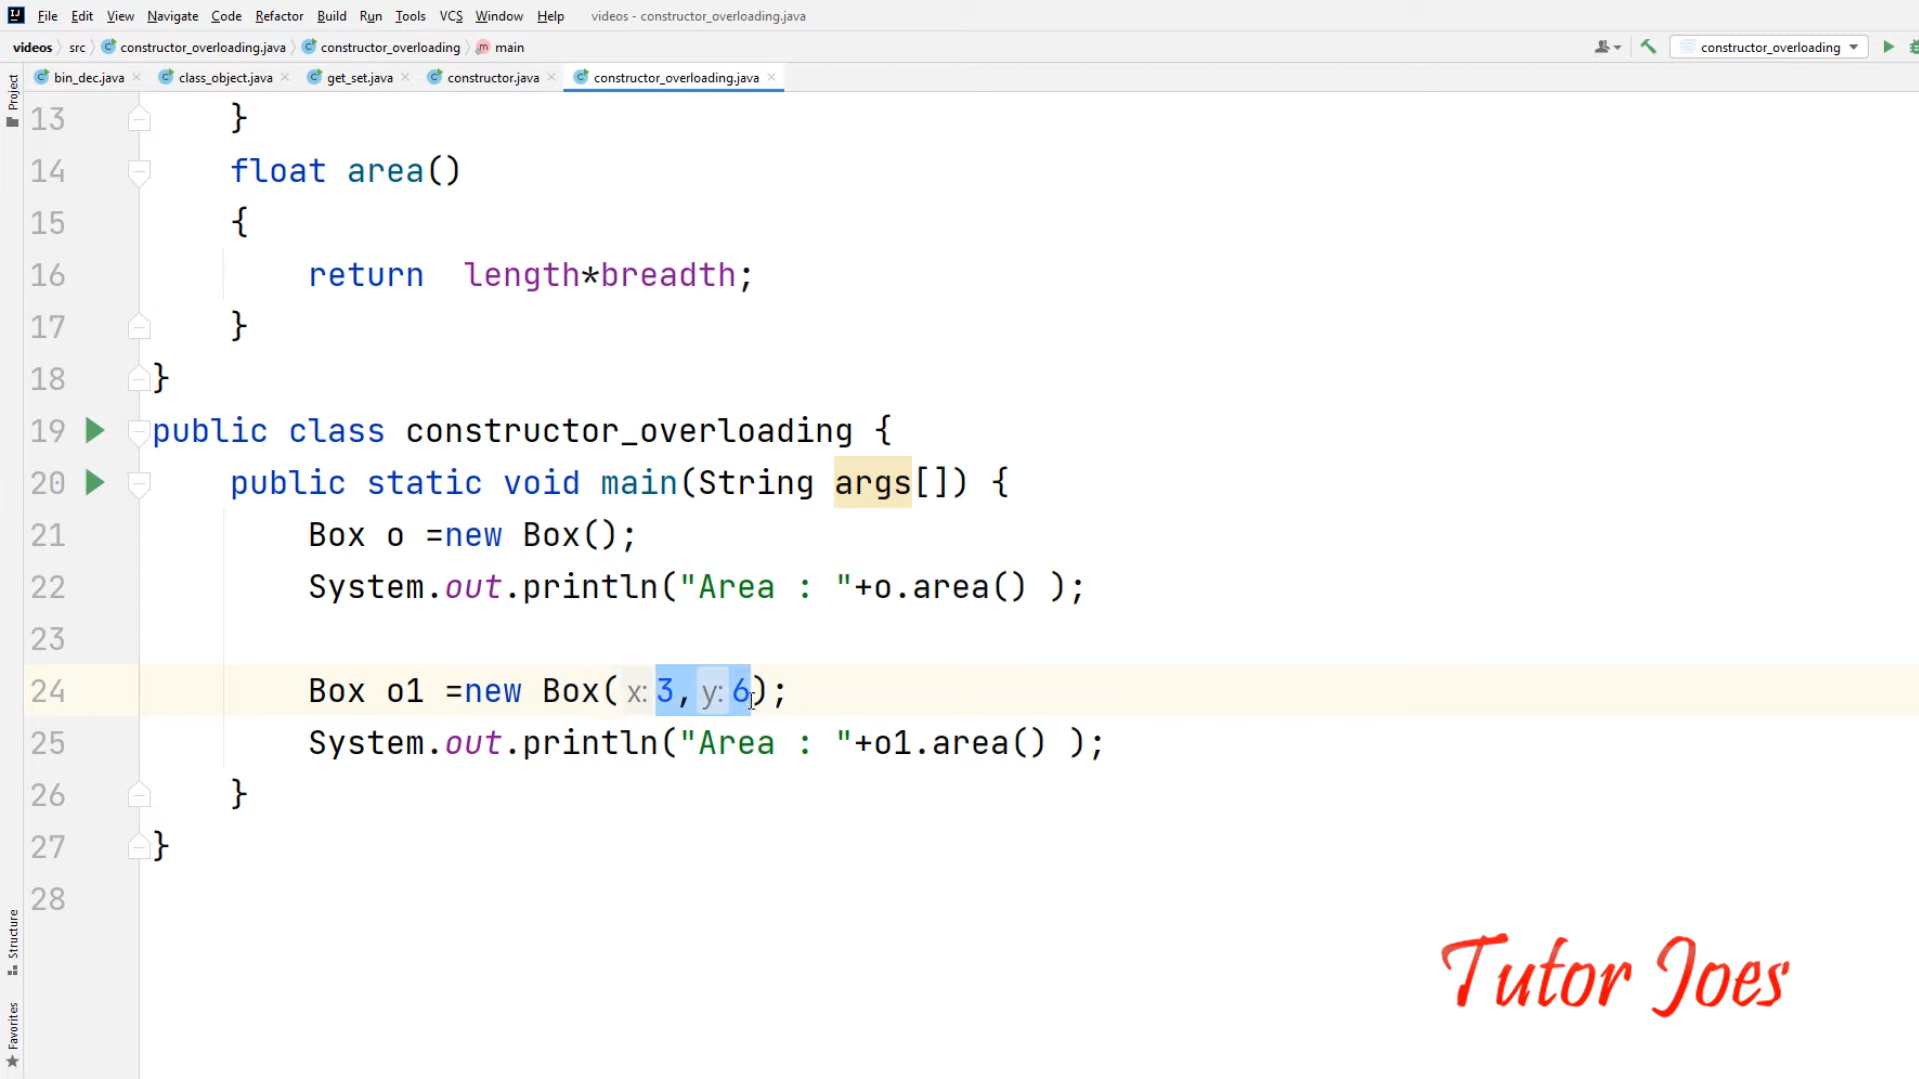 File Edit View Navigate Code Refactor Build Run Tools VCS Window Help videos - constructor_overloading.java
videos src constructor_overloading.java constructor_overloading main constructor_overloading
bin_dec.java class_object.java get_set.java constructor.java constructor_overloading.java
Project
13 }
14 float area()
15 {
16 return length*breadth;
17 }
18 }
19 public class constructor_overloading {
20 public static void main(String args[]) {
21 Box o =new Box();
22 System.out.println("Area : "+o.area() );
23
24 Box o1 =new Box( x: 3, y: 6);
25 System.out.println("Area : "+o1.area() );
26 }
27 }
28
Structure
Favorites
Tutor Joes